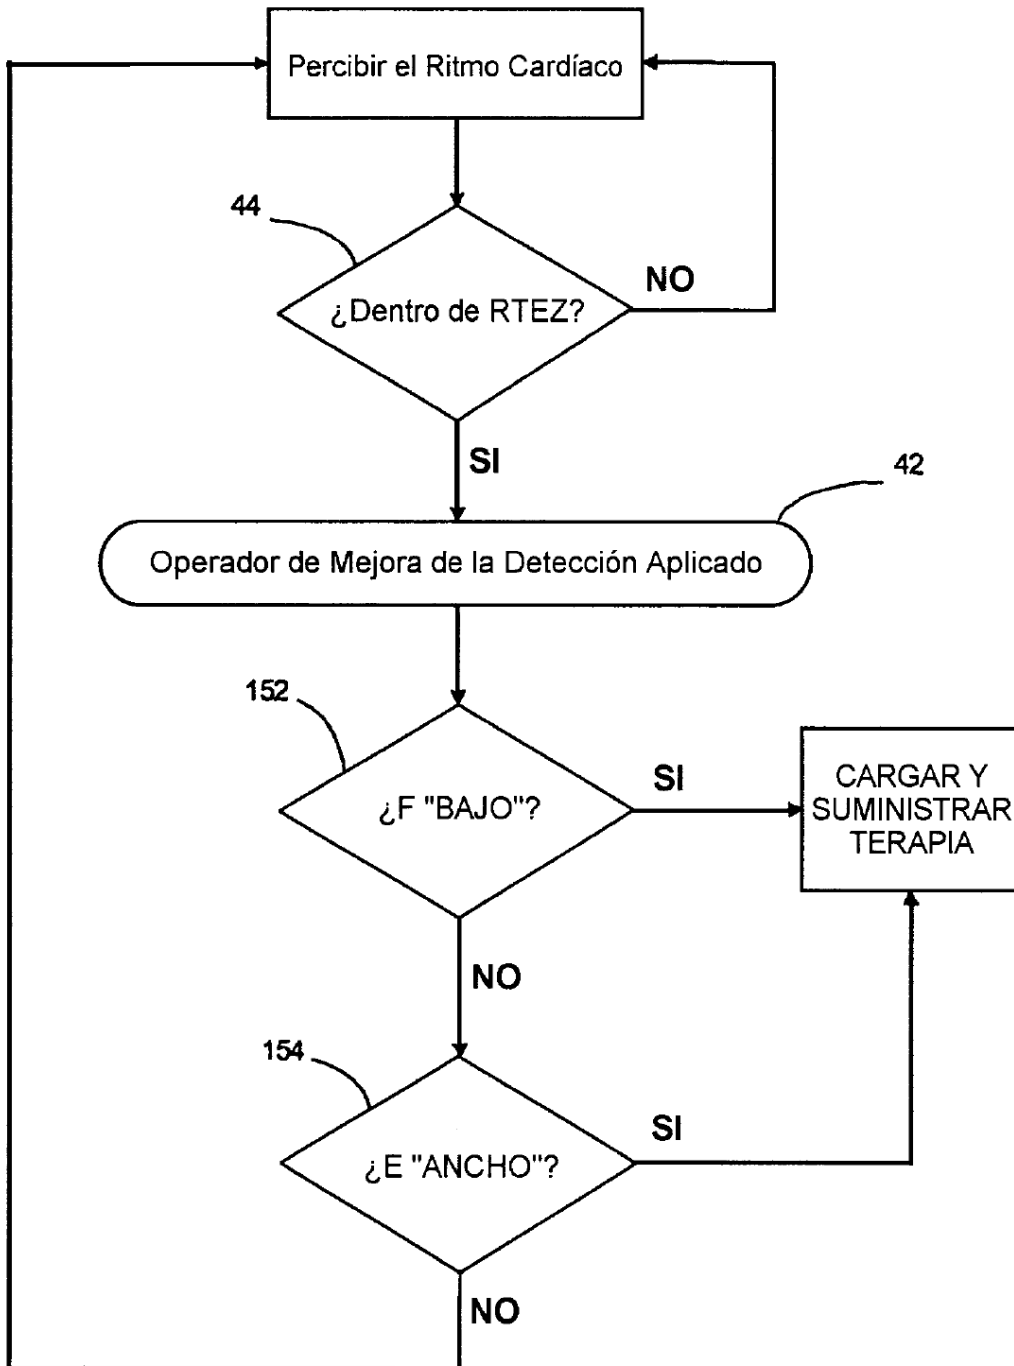 Percibir el Ritmo Cardíaco
44
¿Dentro de RTEZ?
NO
SI
42
Operador de Mejora de la Detección Aplicado
152
¿F "BAJO"?
SI
CARGAR Y
SUMINISTRAR
TERAPIA
NO
154
¿E "ANCHO"?
SI
NO